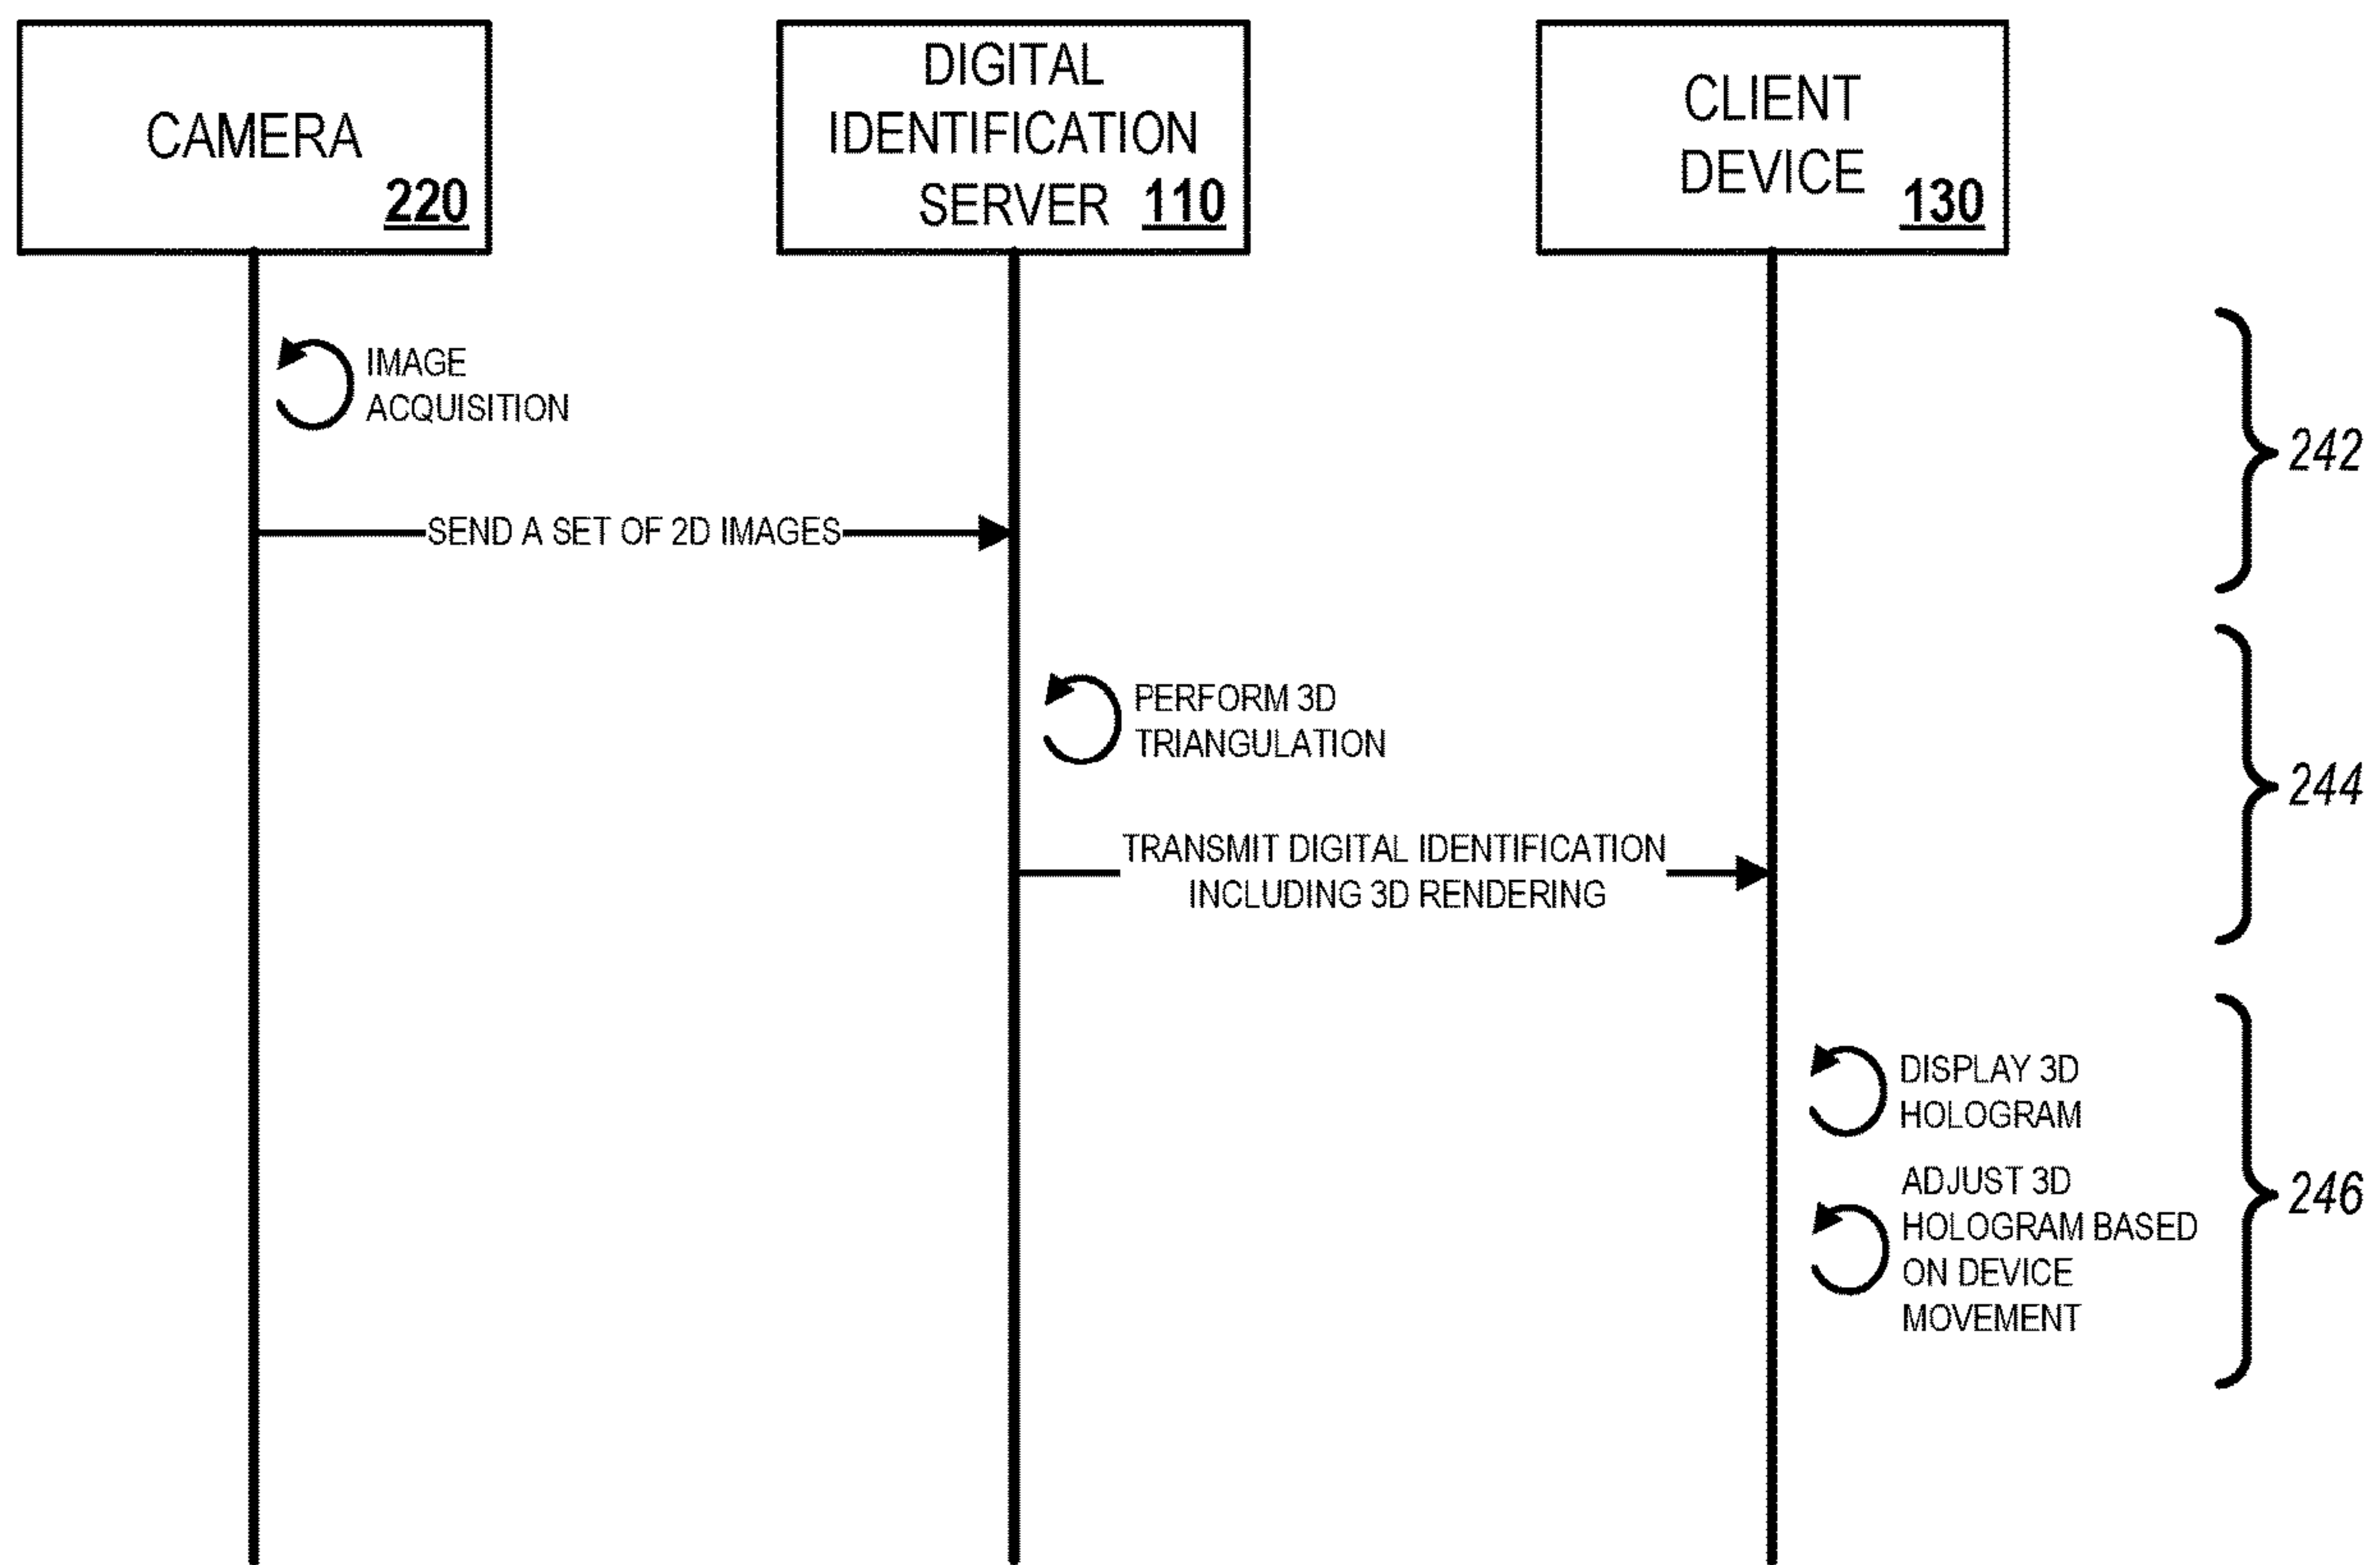 CAMERA
220
DIGITAL
IDENTIFICATION
SERVER 110
CLIENT
DEVICE 130
IMAGE
ACQUISITION
242
SEND A SET OF 2D IMAGES
PERFORM 3D
TRIANGULATION
244
TRANSMIT DIGITAL IDENTIFICATION
INCLUDING 3D RENDERING
DISPLAY 3D
HOLOGRAM
ADJUST 3D
HOLOGRAM BASED
ON DEVICE
MOVEMENT
246